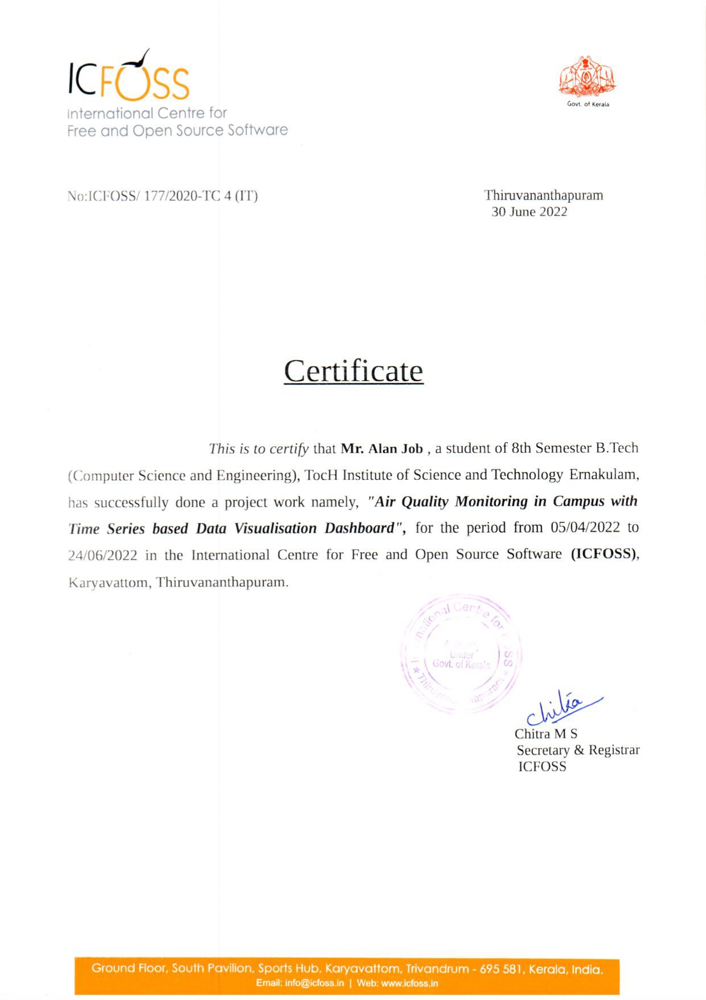 ICFOSS
International Centre for
Free and Open Source Software
Govt. of Kerala
No:ICFOSS/ 177/2020-TC 4 (IT)
Thiruvananthapuram
30 June 2022
Certificate
This is to certify that Mr. Alan Job , a student of 8th Semester B.Tech
(Computer Science and Engineering), TocH Institute of Science and Technology Ernakulam,
has successfully done a project work namely, "Air Quality Monitoring in Campus with
Time Series based Data Visualisation Dashboard", for the period from 05/04/2022 to
24/06/2022 in the International Centre for Free and Open Source Software (ICFOSS),
Karyavattom, Thiruvananthapuram.
Centre for
Under
Govt. of Kerala
Chitra
Chitra M S
Secretary & Registrar
ICFOSS
Ground Floor, South Pavilion, Sports Hub, Karyavattom, Trivandrum - 695 581, Kerala, India.
Email: info@icfoss.in | Web: www.icfoss.in